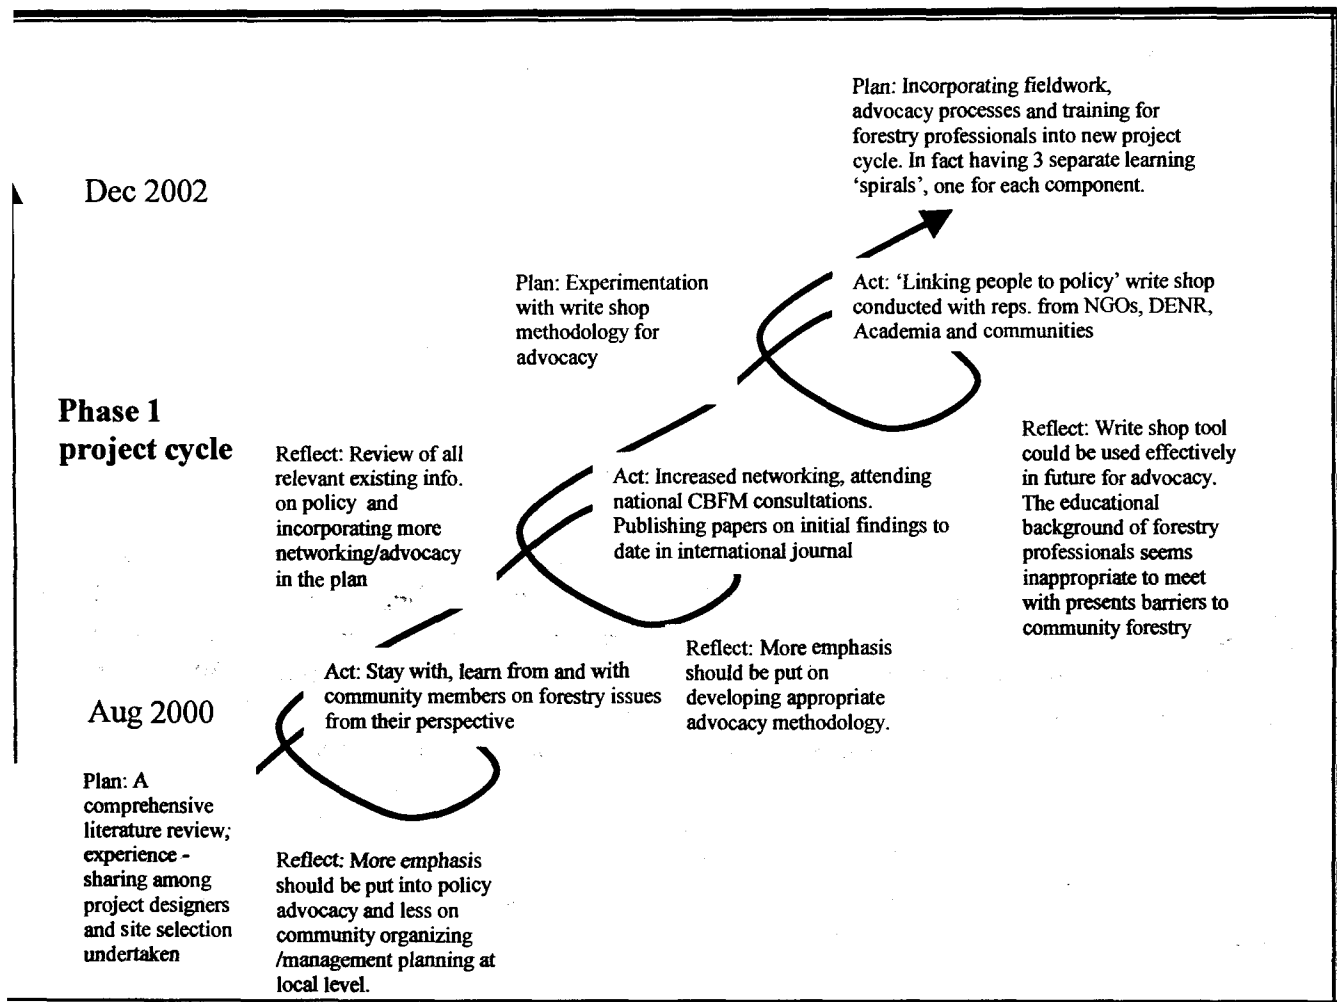 Plan: Incorporating fieldwork,
advocacy processes and training for
forestry professionals into new project
cycle. In fact having 3 separate learning
‘spirals’, one for each component.
Dec 2002
Plan: Experimentation
with write shop
methodology for
advocacy
Act: ‘Linking people to policy’ write shop
conducted with reps. from NGOs, DENR,
Academia and communities
Phase 1
project cycle
Reflect: Review of all
relevant existing info.
on policy and
incorporating more
networking/advocacy
in the plan
Act: Increased networking, attending
national CBFM consultations.
Publishing papers on initial findings to
date in international journal
Reflect: Write shop tool
could be used effectively
in future for advocacy.
The educational
background of forestry
professionals seems
inappropriate to meet
with presents barriers to
community forestry
Reflect: More emphasis
should be put on
developing appropriate
advocacy methodology.
Act: Stay with, learn from and with
community members on forestry issues
from their perspective
Aug 2000
Plan: A
comprehensive
literature review;
experience -
sharing among
project designers
and site selection
undertaken
Reflect: More emphasis
should be put into policy
advocacy and less on
community organizing
/management planning at
local level.